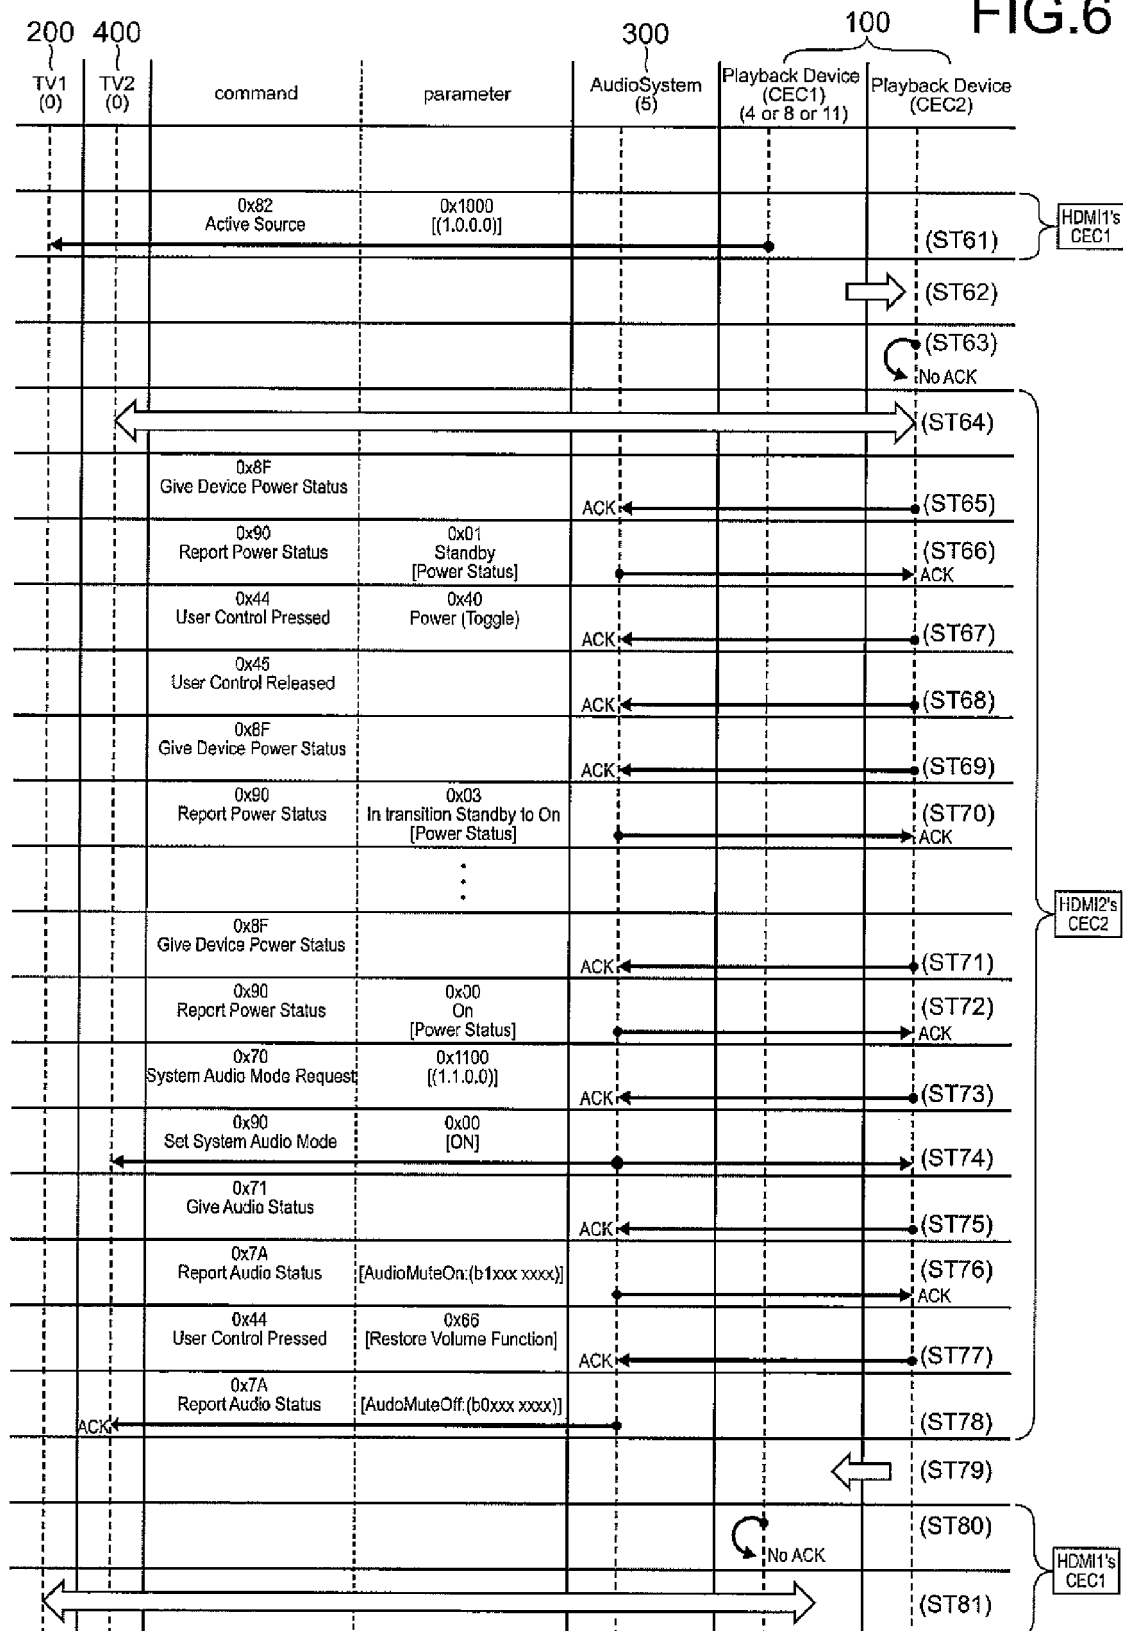 FIG.6
200 400 300 100
TV1
(0)
TV2
(0)
command
parameter
AudioSystem
(5)
Playback Device
(CEC1)
(4 or 8 or 11)
Playback Device
(CEC2)
0x82
Active Source
0x1000
[(1.0.0.0)]
(ST61)
HDMI1's
CEC1
(ST62)
(ST63)
No ACK
(ST64)
0x8F
Give Device Power Status
ACK
(ST65)
0x90
Report Power Status
0x01
Standby
[Power Status]
(ST66)
ACK
0x44
User Control Pressed
0x40
Power (Toggle)
ACK
(ST67)
0x45
User Control Released
ACK
(ST68)
0x8F
Give Device Power Status
ACK
(ST69)
0x90
Report Power Status
0x03
In transition Standby to On
[Power Status]
(ST70)
ACK
HDMI2's
CEC2
0x8F
Give Device Power Status
ACK
(ST71)
0x90
Report Power Status
0x00
On
[Power Status]
(ST72)
ACK
0x70
System Audio Mode Request
0x1100
[(1.1.0.0)]
ACK
(ST73)
0x90
Set System Audio Mode
0x00
[ON]
(ST74)
0x71
Give Audio Status
ACK
(ST75)
0x7A
Report Audio Status
[AudioMuteOn:(b1xxx xxxx)]
(ST76)
ACK
0x44
User Control Pressed
0x66
[Restore Volume Function]
ACK
(ST77)
0x7A
Report Audio Status
[AudoMuteOff:(b0xxx xxxx)]
ACK
(ST78)
(ST79)
(ST80)
No ACK
HDMI1's
CEC1
(ST81)